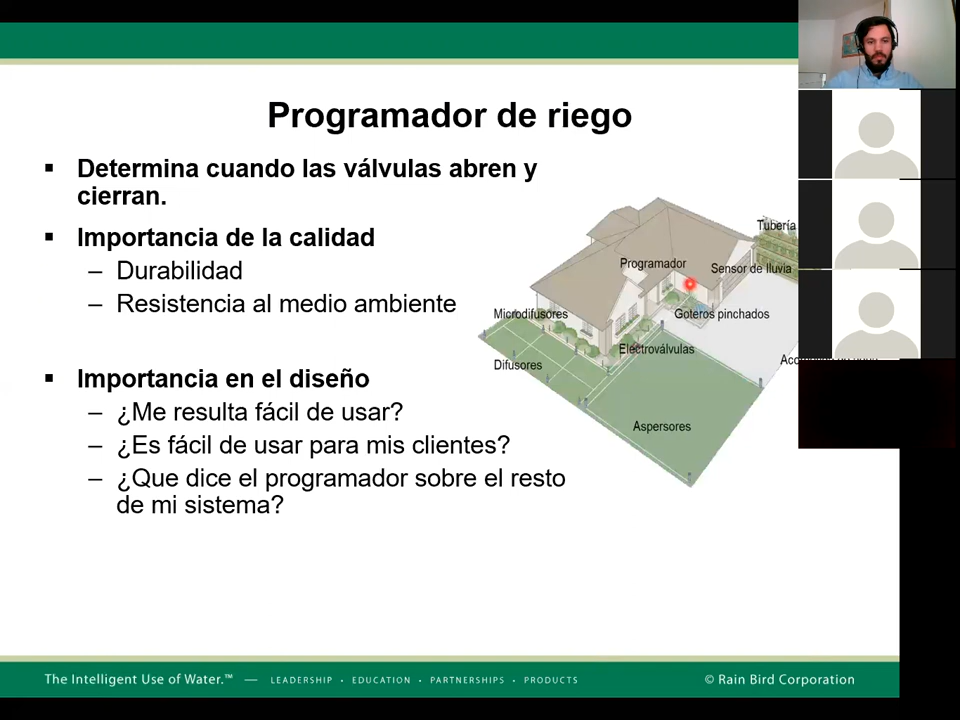 Programador de riego
▪ Determina cuando las válvulas abren y
cierran.
▪ Importancia de la calidad
– Durabilidad
– Resistencia al medio ambiente
▪ Importancia en el diseño
– ¿Me resulta fácil de usar?
– ¿Es fácil de usar para mis clientes?
– ¿Que dice el programador sobre el resto
de mi sistema?
Tubería
Programador
Sensor de lluvia
Microdifusores
Goteros pinchados
Electroválvulas
Difusores
Aspersores
The Intelligent Use of Water.™ — LEADERSHIP • EDUCATION • PARTNERSHIPS • PRODUCTS
© Rain Bird Corporation